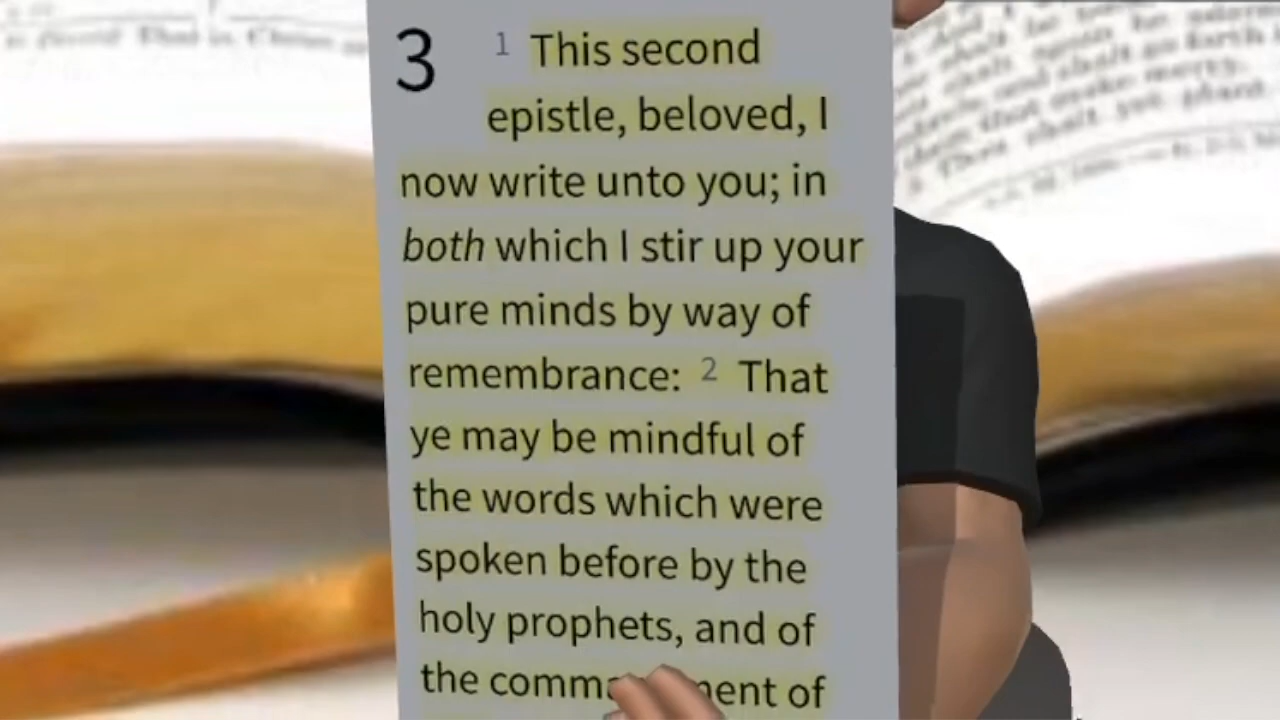 3 1 This second
epistle, beloved, I
now write unto you; in
both which I stir up your
pure minds by way of
remembrance: 2 That
ye may be mindful of
the words which were
spoken before by the
holy prophets, and of
the of